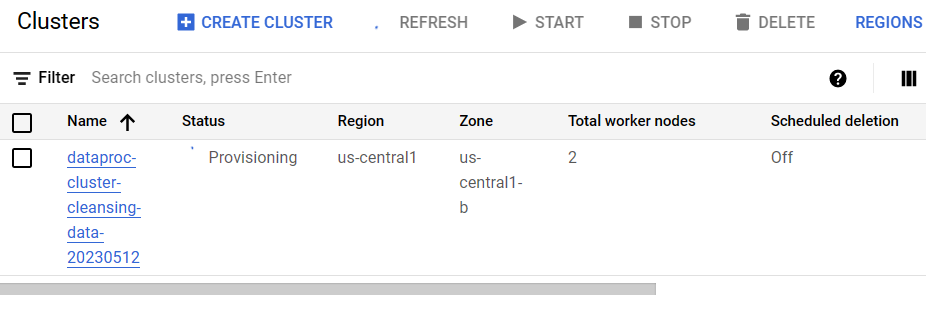 Clusters CREATE CLUSTER REFRESH START STOP DELETE REGIONS
Filter Search clusters, press Enter
Name Status Region Zone Total worker nodes Scheduled deletion
dataproc- Provisioning us-central1 us- 2 Off
cluster- central1-
cleansing- b
data-
20230512